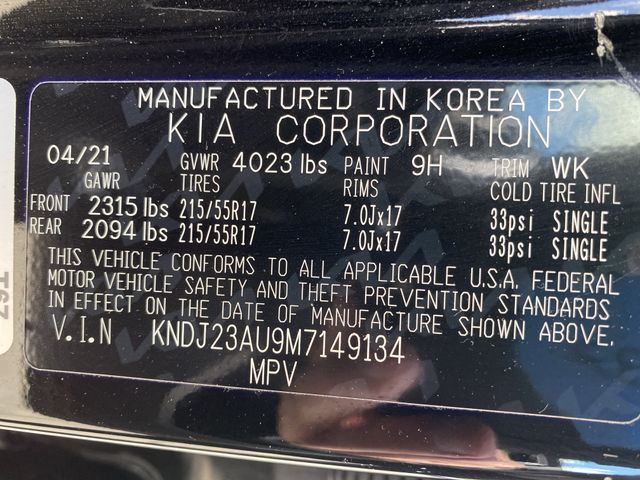 MANUFACTURED IN KOREA BY
KIA CORPORATION
04/21 GVWR 4023 lbs PAINT 9H TRIM WK
GAWR TIRES RIMS COLD TIRE INFL
FRONT 2315 lbs 215/55R17 7.0Jx17 33psi SINGLE
REAR 2094 lbs 215/55R17 7.0Jx17 33psi SINGLE
THIS VEHICLE CONFORMS TO ALL APPLICABLE U.S.A. FEDERAL
MOTOR VEHICLE SAFETY AND THEFT PREVENTION STANDARDS
IN EFFECT ON THE DATE OF MANUFACTURE SHOWN ABOVE.
V.I.N KNDJ23AU9M7149134
MPV